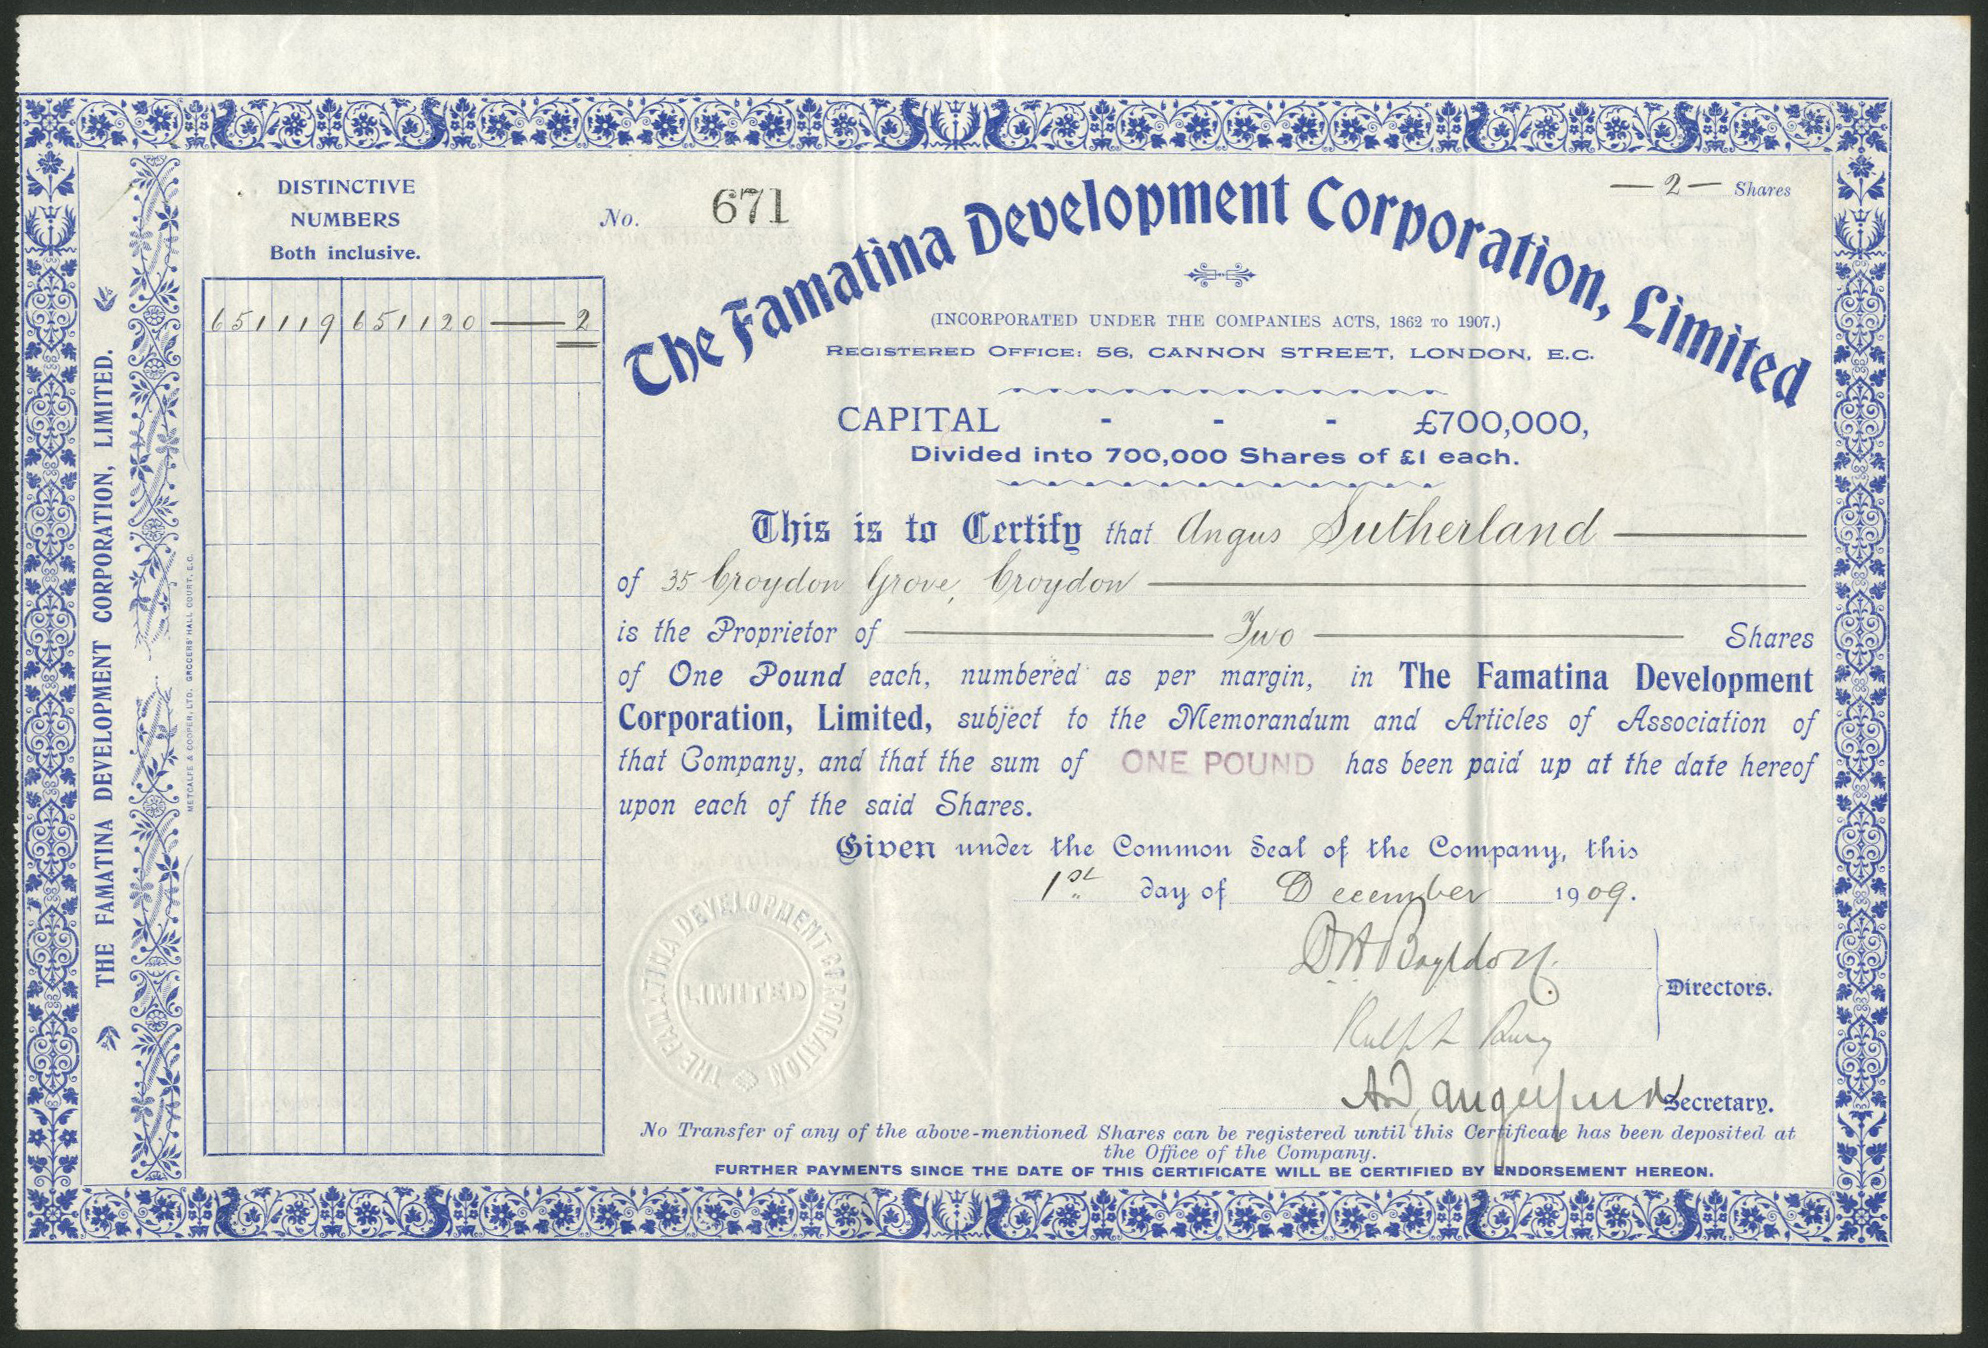 THE FAMATINA DEVELOPMENT CORPORATION, LIMITED.
METCALFE & COOPER, LTD. GROCERS' HALL COURT, E.C.
DISTINCTIVE
NUMBERS
Both inclusive.
651119 651120 — 2
No. 671
— 2 — Shares
The Famatina Development Corporation, Limited
(INCORPORATED UNDER THE COMPANIES ACTS, 1862 TO 1907.)
REGISTERED OFFICE: 56, CANNON STREET, LONDON, E.C.
CAPITAL - - - £700,000,
Divided into 700,000 Shares of £1 each.
This is to Certify that Angus Sutherland
of 35 Croydon Grove, Croydon
is the Proprietor of Two Shares
of One Pound each, numbered as per margin, in The Famatina Development
Corporation, Limited, subject to the Memorandum and Articles of Association of
that Company, and that the sum of ONE POUND has been paid up at the date hereof
upon each of the said Shares.
Given under the Common Seal of the Company, this
1st day of December 1909.
THE FAMATINA DEVELOPMENT CORPORATION
LIMITED
Directors.
Secretary.
No Transfer of any of the above-mentioned Shares can be registered until this Certificate has been deposited at
the Office of the Company.
FURTHER PAYMENTS SINCE THE DATE OF THIS CERTIFICATE WILL BE CERTIFIED BY ENDORSEMENT HEREON.